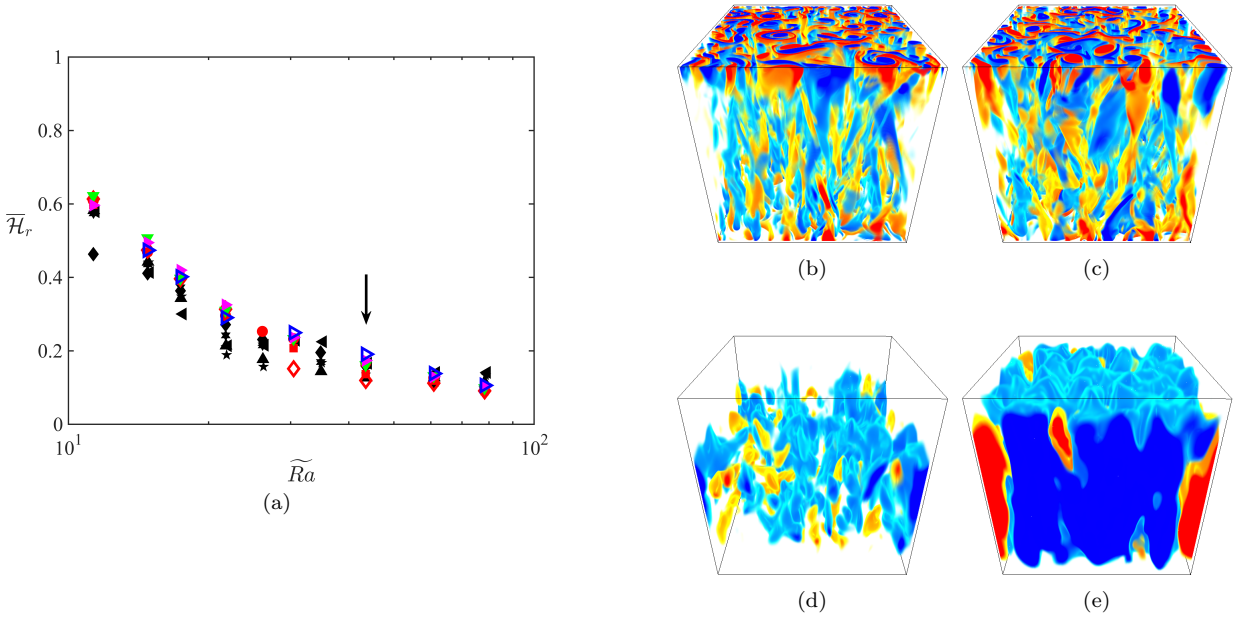 1
0.8
0.6
0.4
0.2
0
$\overline{\mathcal{H}}_r$
10^1
10^2
$\widetilde{Ra}$
(a)
(b)
(c)
(d)
(e)